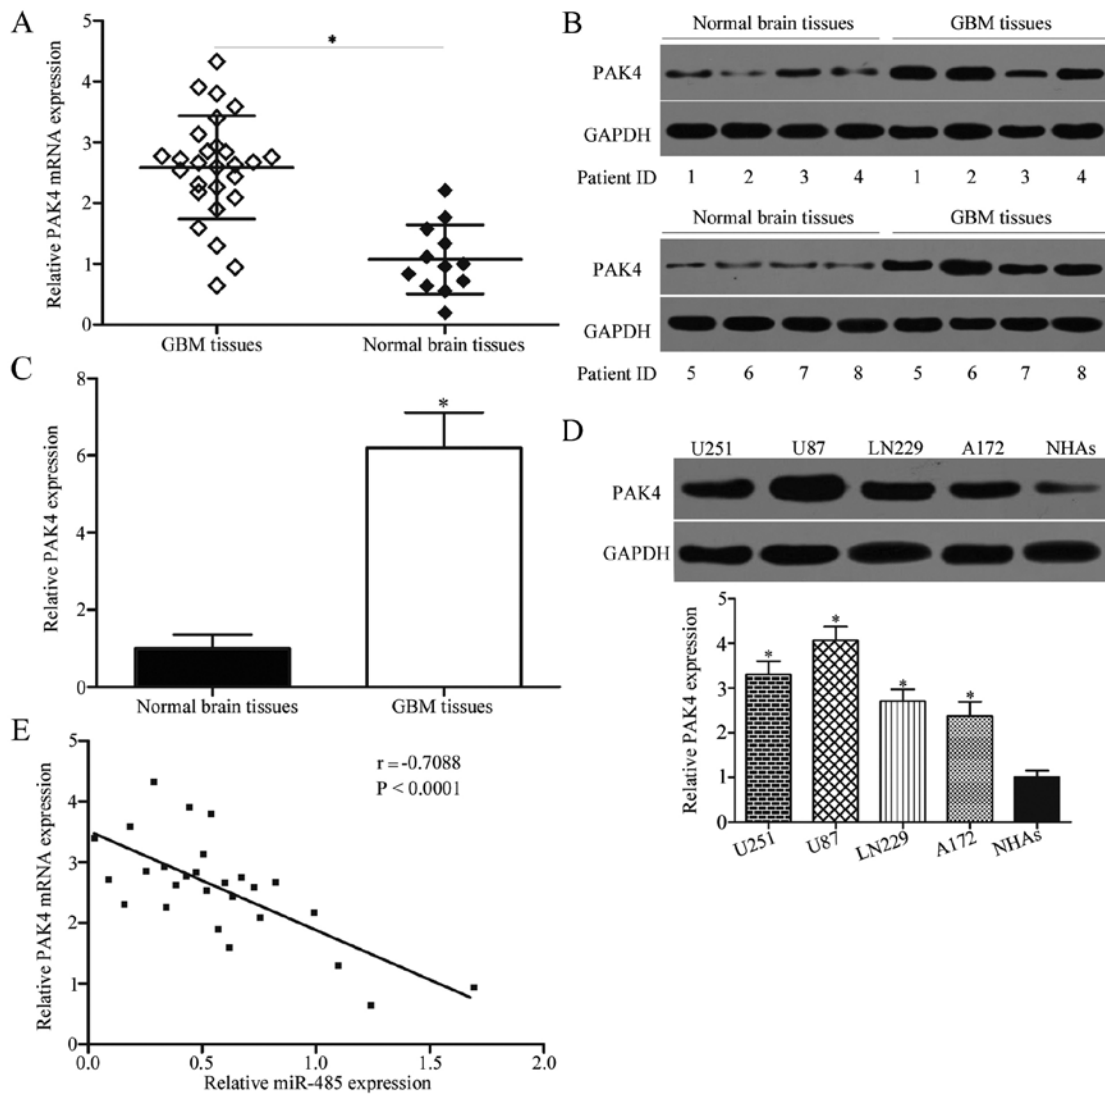 A
Relative PAK4 mRNA expression
5
4
3
2
1
0
*
GBM tissues
Normal brain tissues
B
Normal brain tissues
GBM tissues
PAK4
GAPDH
Patient ID 1 2 3 4 1 2 3 4
Normal brain tissues
GBM tissues
PAK4
GAPDH
Patient ID 5 6 7 8 5 6 7 8
C
Relative PAK4 expression
8
6
4
2
0
*
Normal brain tissues
GBM tissues
D
U251 U87 LN229 A172 NHAs
PAK4
GAPDH
Relative PAK4 expression
5
4
3
2
1
0
* * * *
U251 U87 LN229 A172 NHAs
E
Relative PAK4 mRNA expression
5
4
3
2
1
0
r = -0.7088
P < 0.0001
0.0 0.5 1.0 1.5 2.0
Relative miR-485 expression